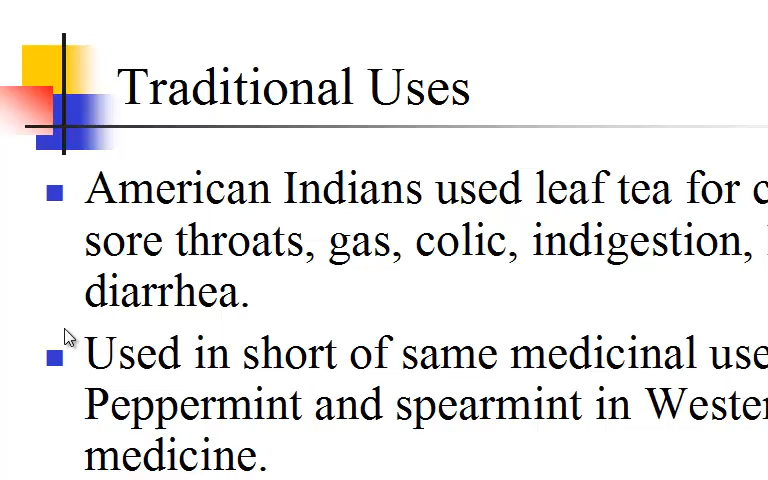 Traditional Uses
American Indians used leaf tea for
sore throats, gas, colic, indigestion,
diarrhea.
Used in short of same medicinal use
Peppermint and spearmint in Wester
medicine.